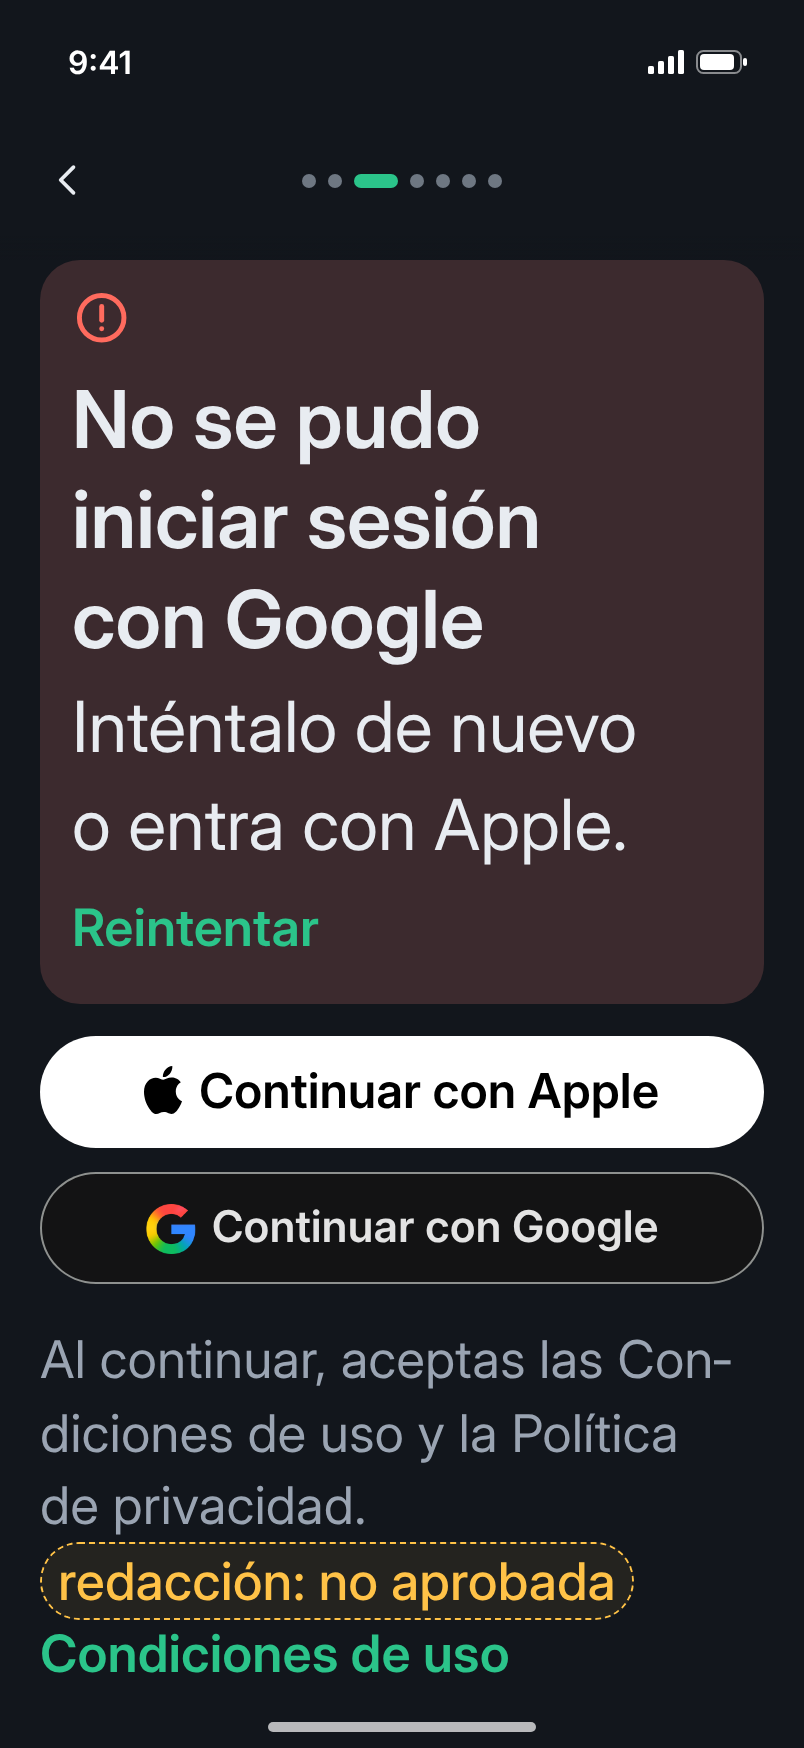 9:41
No se pudo
iniciar sesión
con Google
Inténtalo de nuevo
o entra con Apple.
Reintentar
Continuar con Apple
Continuar con Google
Al continuar, aceptas las Con-
diciones de uso y la Política
de privacidad.
redacción: no aprobada
Condiciones de uso